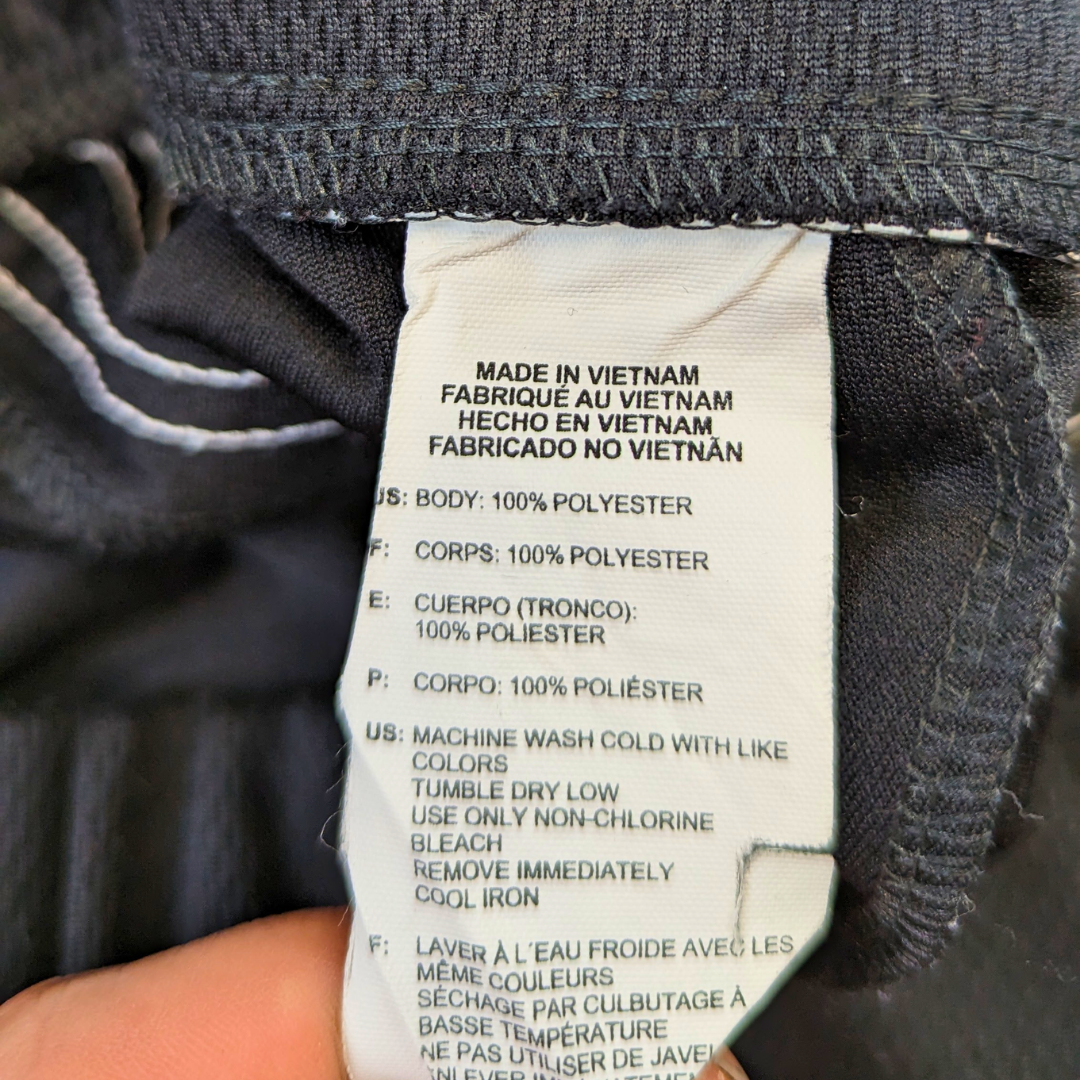 MADE IN VIETNAM
FABRIQUÉ AU VIETNAM
HECHO EN VIETNAM
FABRICADO NO VIETNÃN
US: BODY: 100% POLYESTER
F: CORPS: 100% POLYESTER
E: CUERPO (TRONCO):
100% POLIESTER
P: CORPO: 100% POLIÉSTER
US: MACHINE WASH COLD WITH LIKE
COLORS
TUMBLE DRY LOW
USE ONLY NON-CHLORINE
BLEACH
REMOVE IMMEDIATELY
COOL IRON
F: LAVER À L´EAU FROIDE AVEC LES
MÊME COULEURS
SÉCHAGE PAR CULBUTAGE À
BASSE TEMPÉRATURE
NE PAS UTILISER DE JAVEL